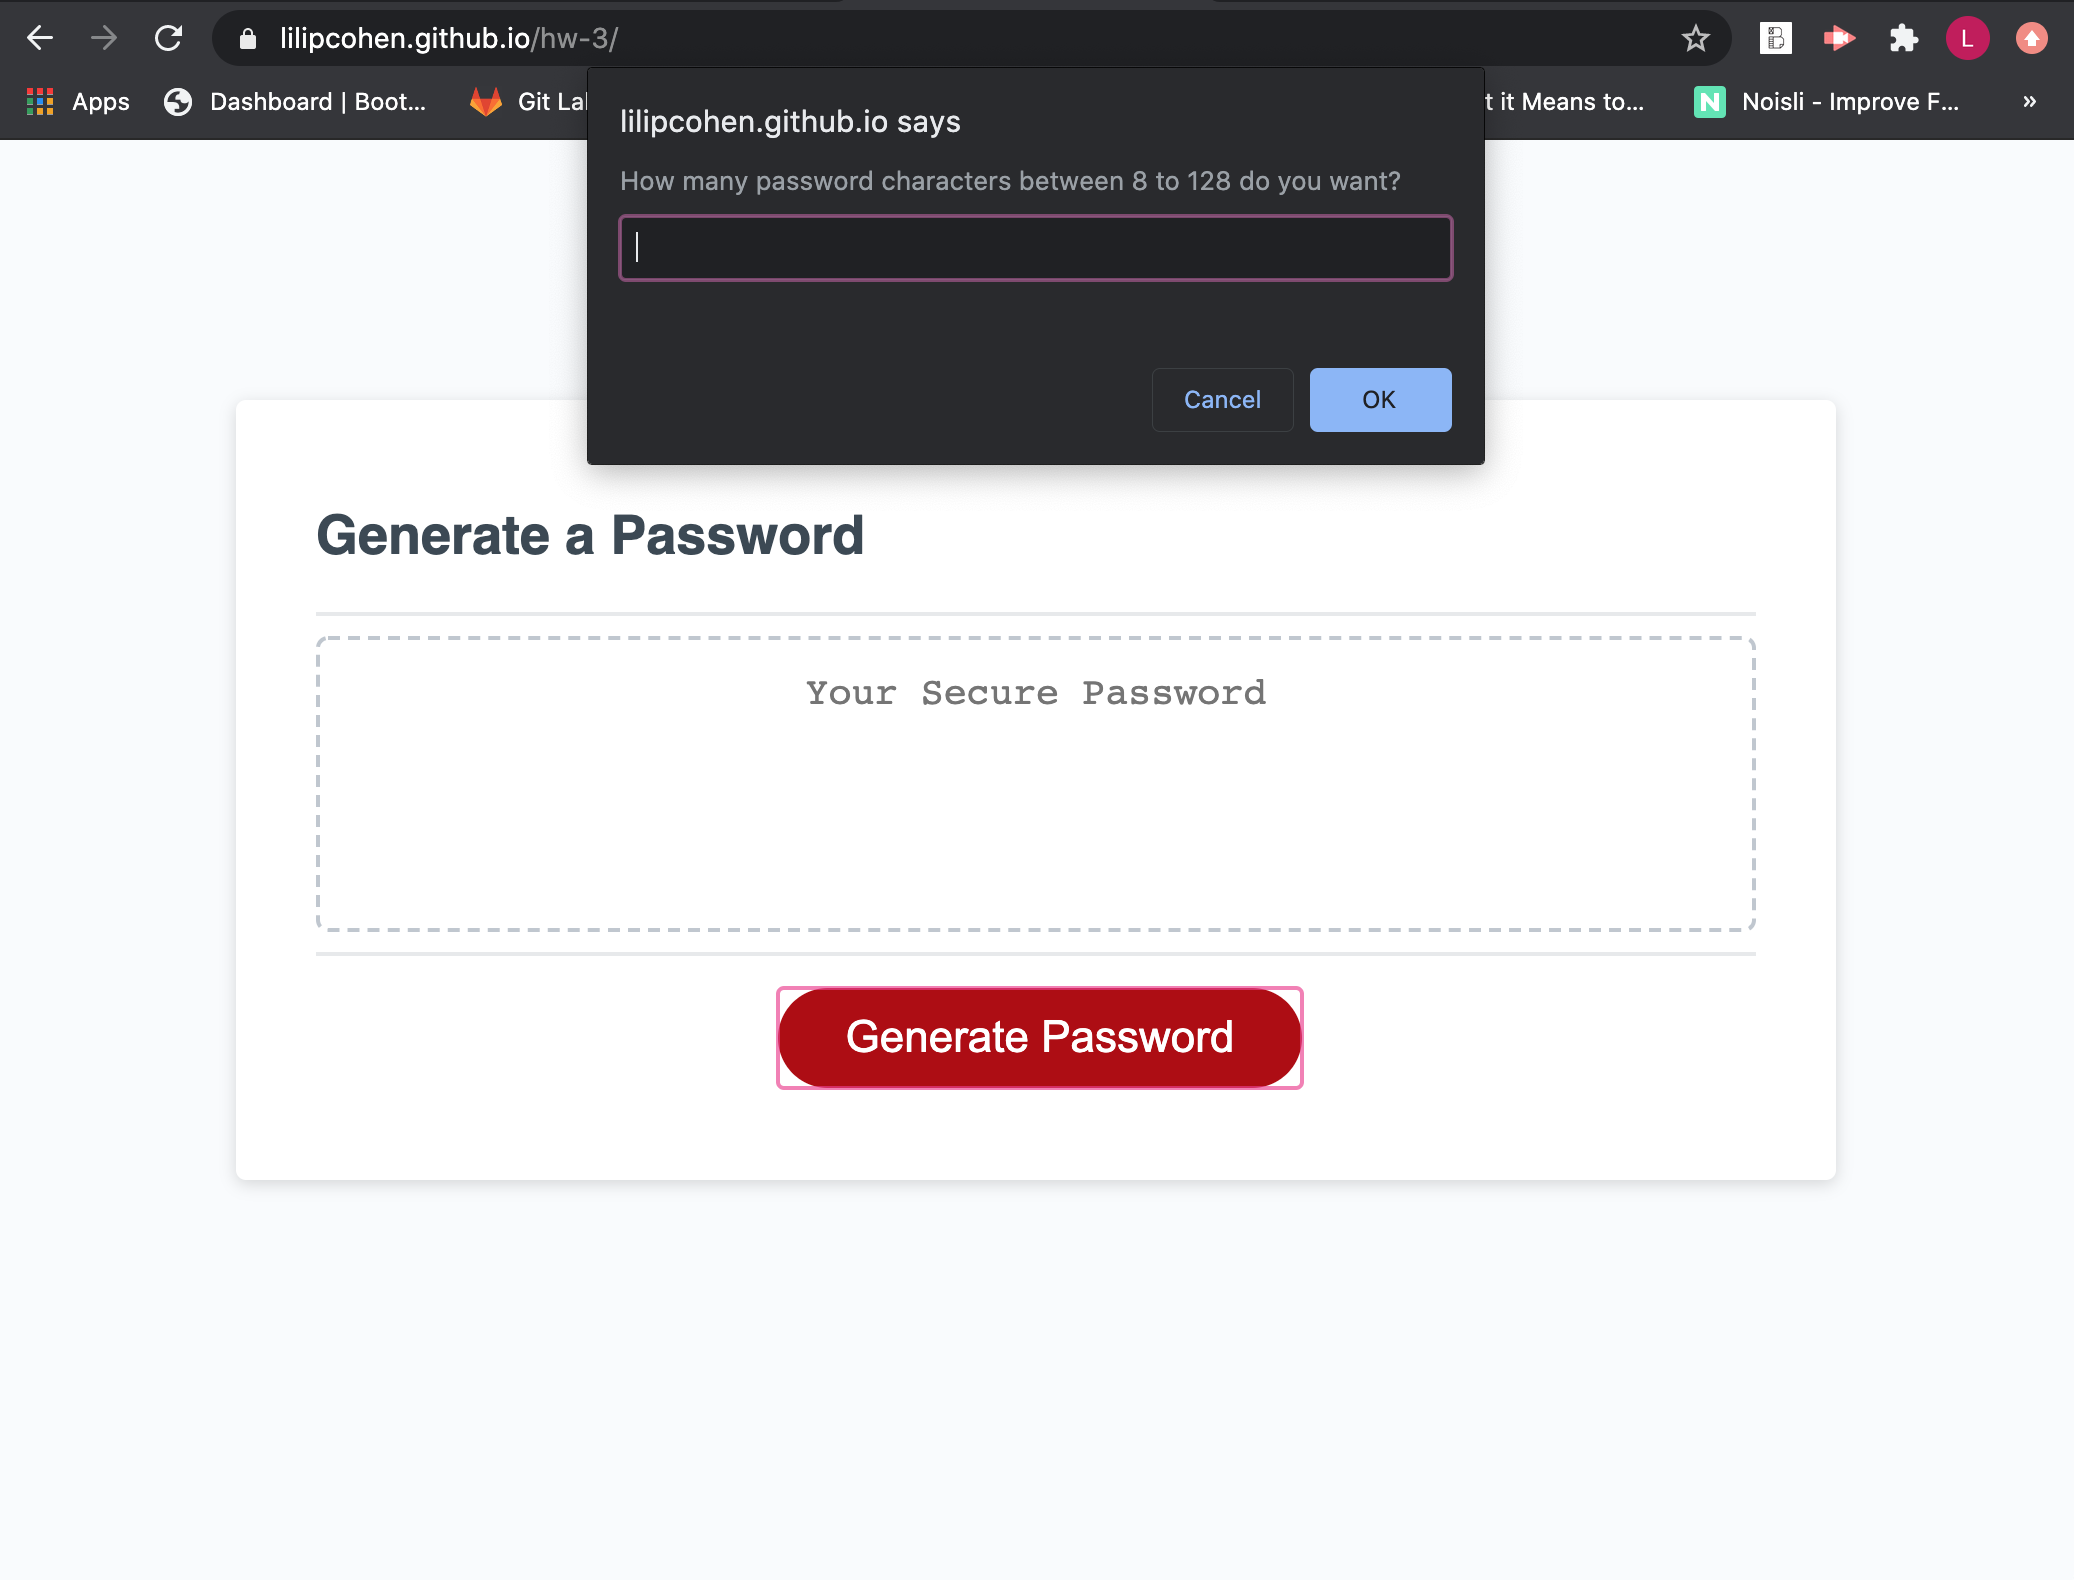 lilipcohen.github.io/hw-3/
L
Apps
Dashboard | Boot...
Git Lal
t it Means to...
N
Noisli - Improve F...
»
lilipcohen.github.io says
How many password characters between 8 to 128 do you want?
Cancel
OK
Generate a Password
Your Secure Password
Generate Password